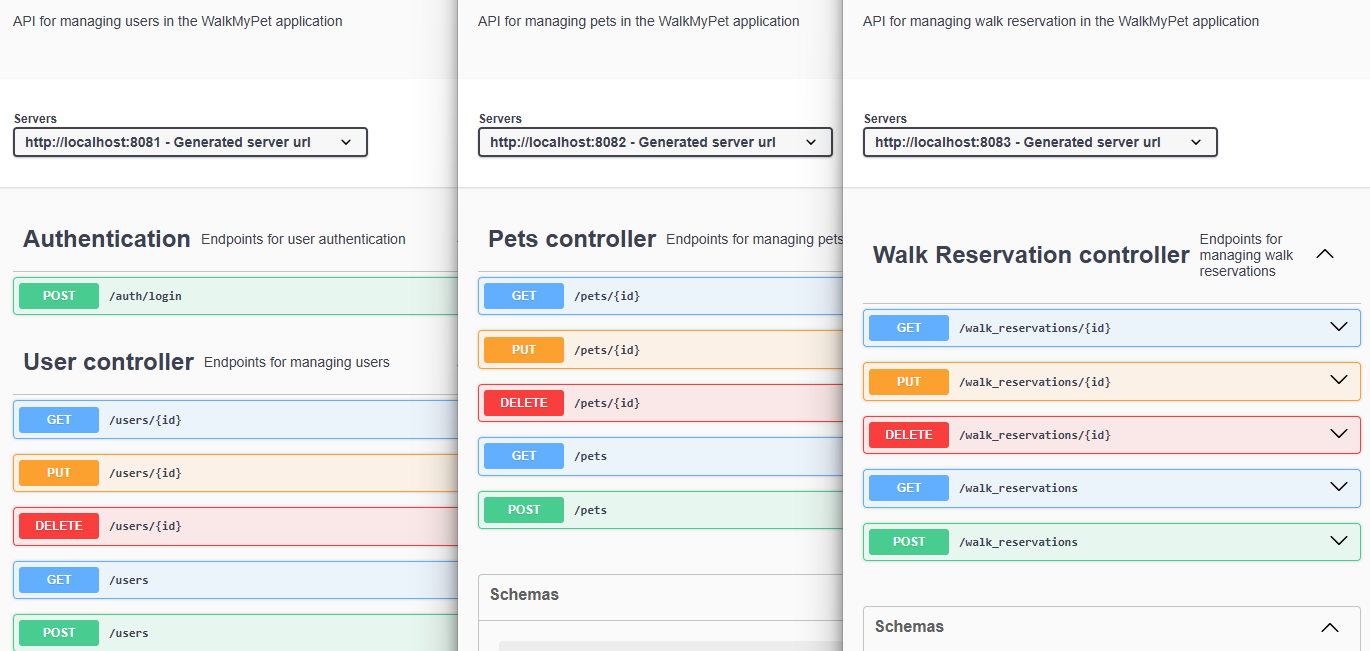 API for managing users in the WalkMyPet application
Servers
http://localhost:8081 - Generated server url
Authentication Endpoints for user authentication
POST /auth/login
User controller Endpoints for managing users
GET /users/{id}
PUT /users/{id}
DELETE /users/{id}
GET /users
POST /users
API for managing pets in the WalkMyPet application
Servers
http://localhost:8082 - Generated server url
Pets controller Endpoints for managing pets
GET /pets/{id}
PUT /pets/{id}
DELETE /pets/{id}
GET /pets
POST /pets
Schemas
API for managing walk reservation in the WalkMyPet application
Servers
http://localhost:8083 - Generated server url
Walk Reservation controller
Endpoints for
managing walk
reservations
GET /walk_reservations/{id}
PUT /walk_reservations/{id}
DELETE /walk_reservations/{id}
GET /walk_reservations
POST /walk_reservations
Schemas